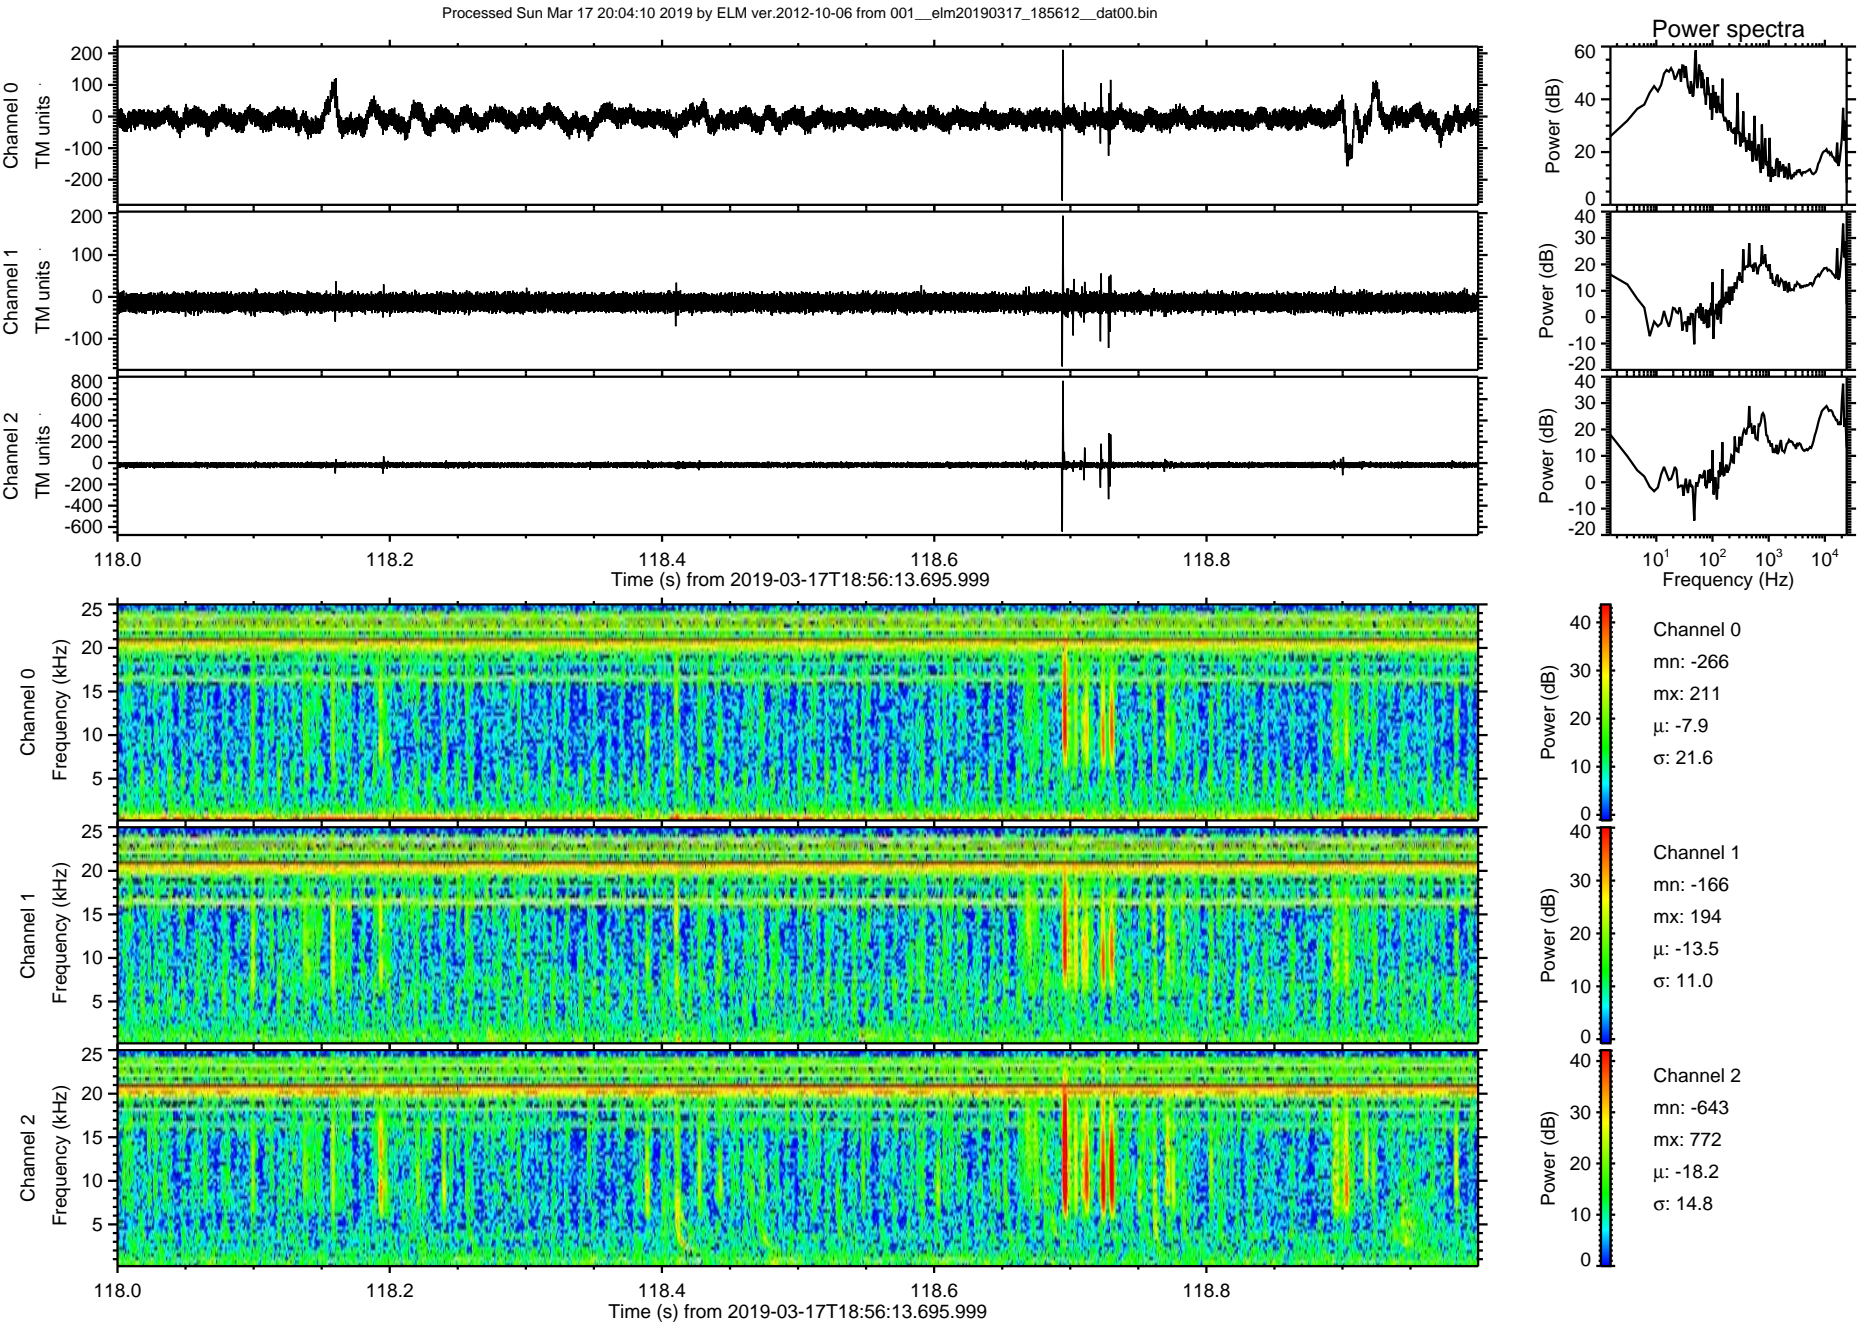 Processed Sun Mar 17 20:04:10 2019 by ELM ver.2012-10-06 from 001__elm20190317_185612__dat00.bin
Power spectra
Channel 0
TM units
200
100
0
-100
-200
Power (dB)
60
40
20
0
Channel 1
TM units
200
100
0
-100
Power (dB)
40
30
20
10
0
-10
-20
Channel 2
TM units
800
600
400
200
0
-200
-400
-600
Power (dB)
40
30
20
10
0
-10
-20
118.0 118.2 118.4 118.6 118.8
Time (s) from 2019-03-17T18:56:13.695.999
10¹ 10² 10³ 10⁴
Frequency (Hz)
Channel 0
Frequency (kHz)
25
20
15
10
5
Power (dB)
40
30
20
10
0
Channel 0
mn: -266
mx: 211
μ: -7.9
σ: 21.6
Channel 1
Frequency (kHz)
25
20
15
10
5
Power (dB)
40
30
20
10
0
Channel 1
mn: -166
mx: 194
μ: -13.5
σ: 11.0
Channel 2
Frequency (kHz)
25
20
15
10
5
Power (dB)
40
30
20
10
0
Channel 2
mn: -643
mx: 772
μ: -18.2
σ: 14.8
118.0 118.2 118.4 118.6 118.8
Time (s) from 2019-03-17T18:56:13.695.999